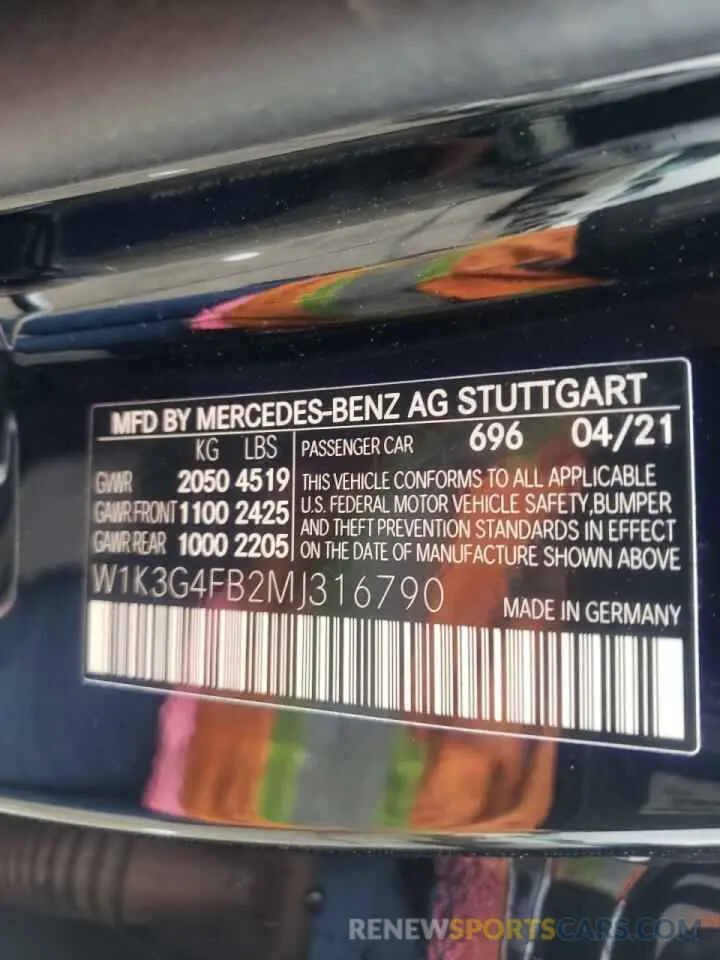 MFD BY MERCEDES-BENZ AG STUTTGART
KG LBS
GVWR 2050 4519
GAWR FRONT 1100 2425
GAWR REAR 1000 2205
PASSENGER CAR 696 04/21
THIS VEHICLE CONFORMS TO ALL APPLICABLE
U.S. FEDERAL MOTOR VEHICLE SAFETY,BUMPER
AND THEFT PREVENTION STANDARDS IN EFFECT
ON THE DATE OF MANUFACTURE SHOWN ABOVE
W1K3G4FB2MJ316790
MADE IN GERMANY
RENEWSPORTSCARS.COM